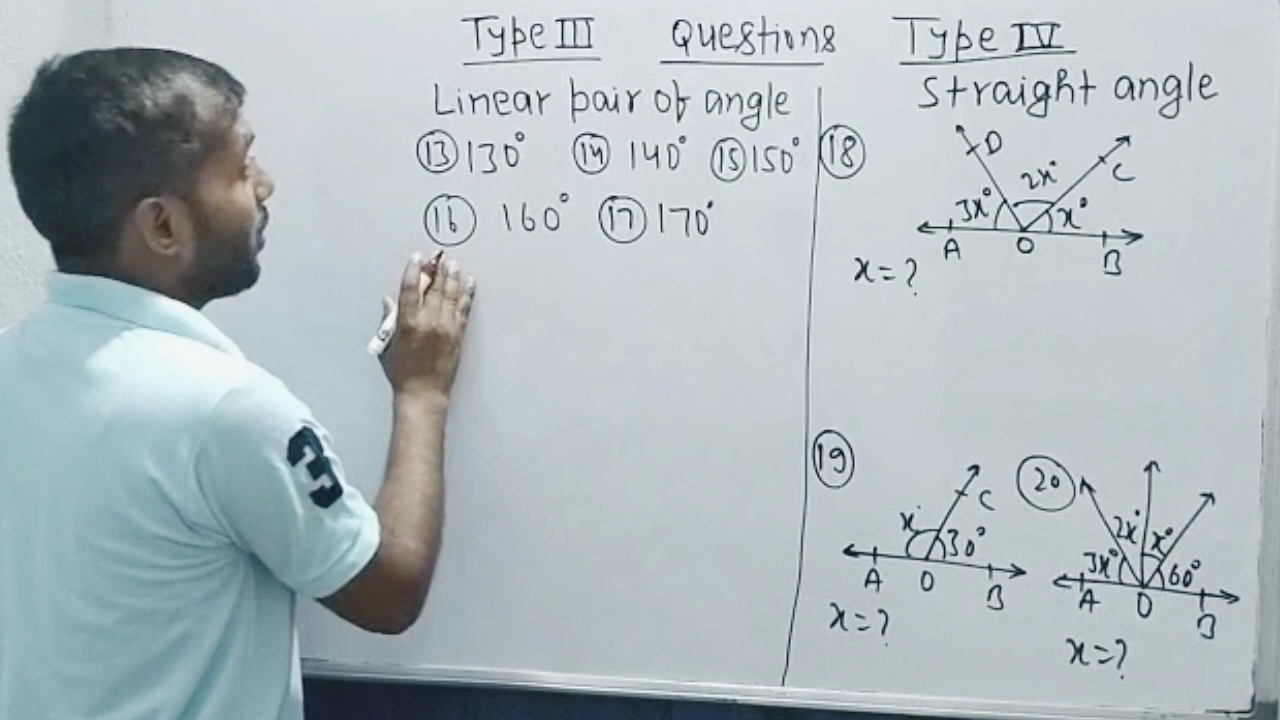 Type III Questions Type IV
Linear pair of angle
Straight angle
13 130° 14 140° 15 150°
16 160° 17 170°
18
D
C
3x° 2x° x°
A O B
x = ?
19
C
x° 30°
A O B
x = ?
20
3x° 2x° x° 60°
A O B
x = ?
3